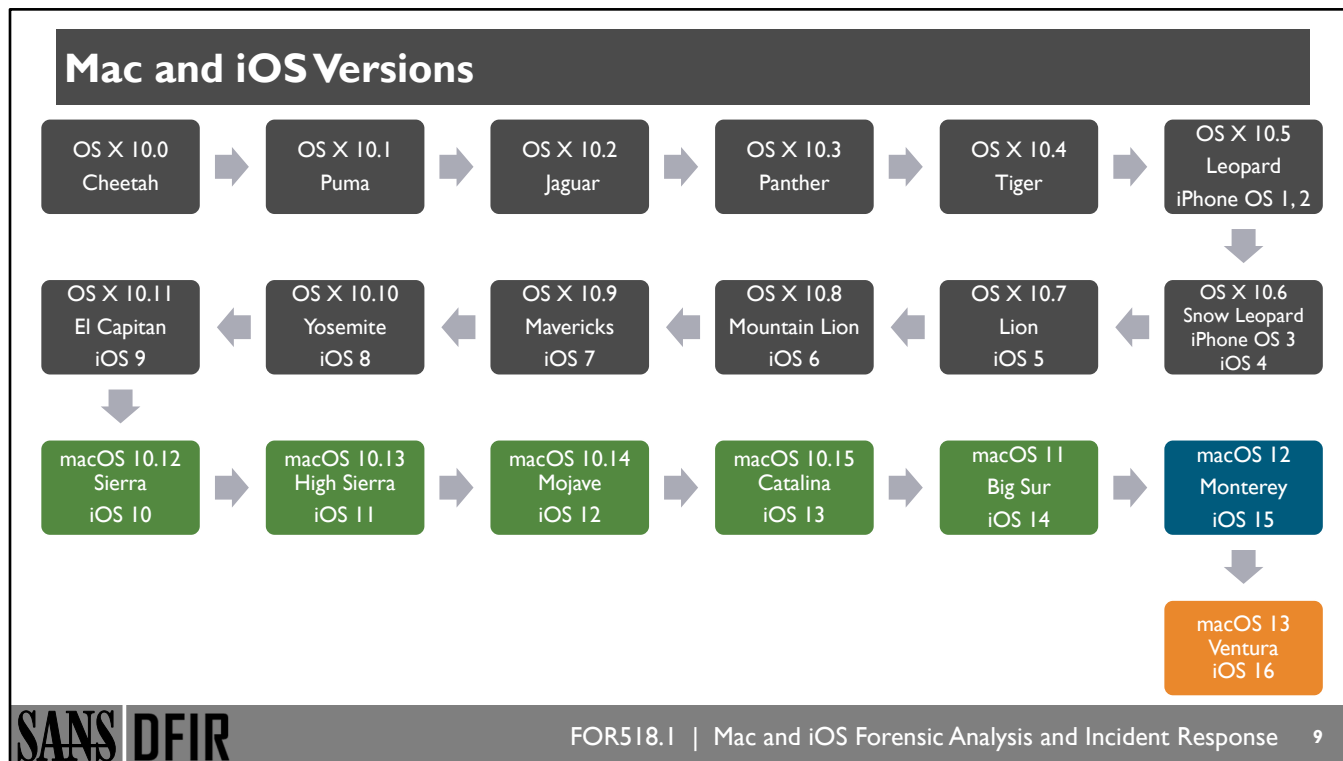 Mac and iOS Versions
OS X 10.0
Cheetah
OS X 10.1
Puma
OS X 10.2
Jaguar
OS X 10.3
Panther
OS X 10.4
Tiger
OS X 10.5
Leopard
iPhone OS 1, 2
OS X 10.6
Snow Leopard
iPhone OS 3
iOS 4
OS X 10.7
Lion
iOS 5
OS X 10.8
Mountain Lion
iOS 6
OS X 10.9
Mavericks
iOS 7
OS X 10.10
Yosemite
iOS 8
OS X 10.11
El Capitan
iOS 9
macOS 10.12
Sierra
iOS 10
macOS 10.13
High Sierra
iOS 11
macOS 10.14
Mojave
iOS 12
macOS 10.15
Catalina
iOS 13
macOS 11
Big Sur
iOS 14
macOS 12
Monterey
iOS 15
macOS 13
Ventura
iOS 16
SANS DFIR
FOR518.1 | Mac and iOS Forensic Analysis and Incident Response 9